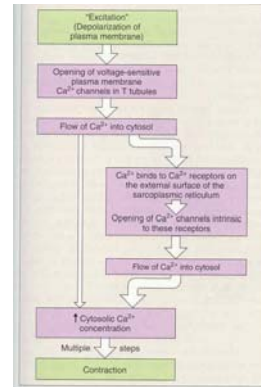 "Excitation"
(Depolarization of
plasma membrane)
Opening of voltage-sensitive
plasma membrane
Ca²⁺ channels in T tubules
Flow of Ca²⁺ into cytosol
Ca²⁺ binds to Ca²⁺ receptors on
the external surface of the
sarcoplasmic reticulum
Opening of Ca²⁺ channels intrinsic
to these receptors
Flow of Ca²⁺ into cytosol
↑ Cytosolic Ca²⁺
concentration
Multiple steps
Contraction